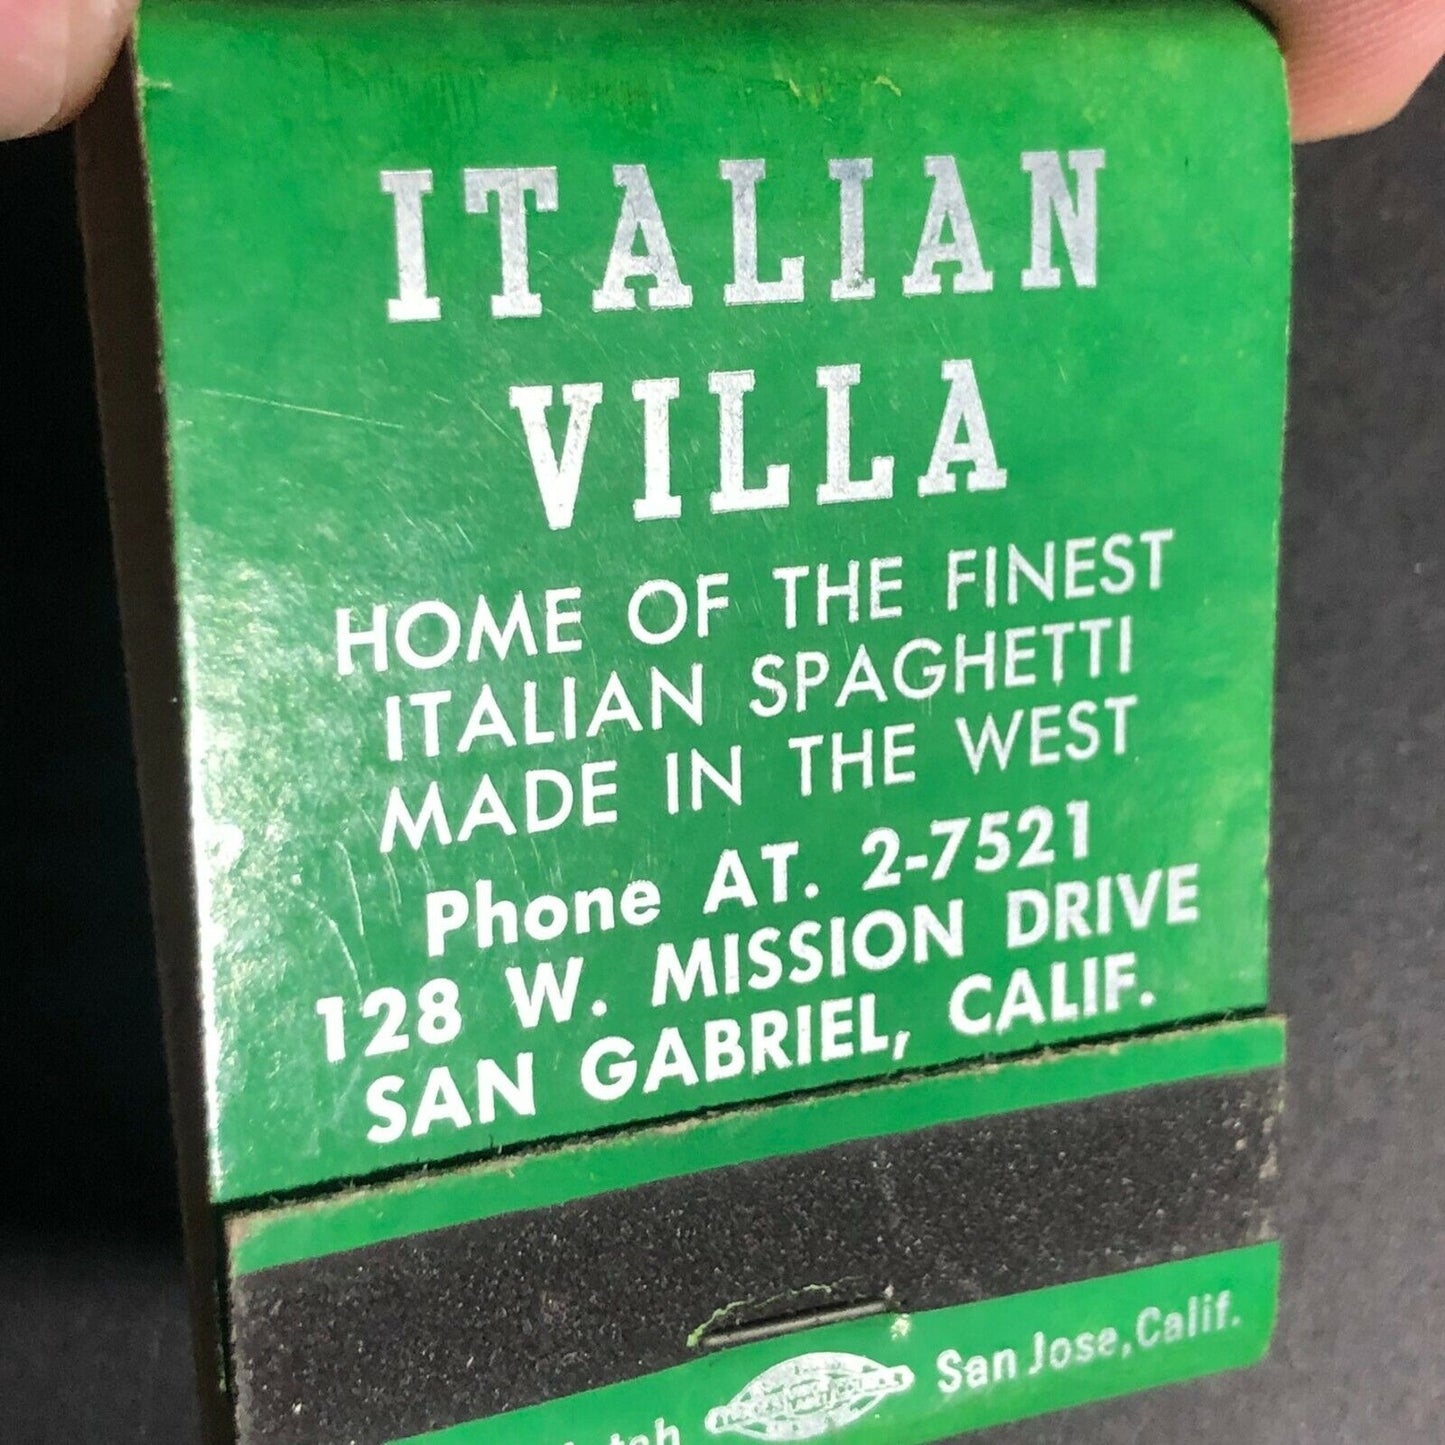 ITALIAN
VILLA
HOME OF THE FINEST
ITALIAN SPAGHETTI
MADE IN THE WEST
Phone AT. 2-7521
128 W. MISSION DRIVE
SAN GABRIEL, CALIF.
San Jose, Calif.